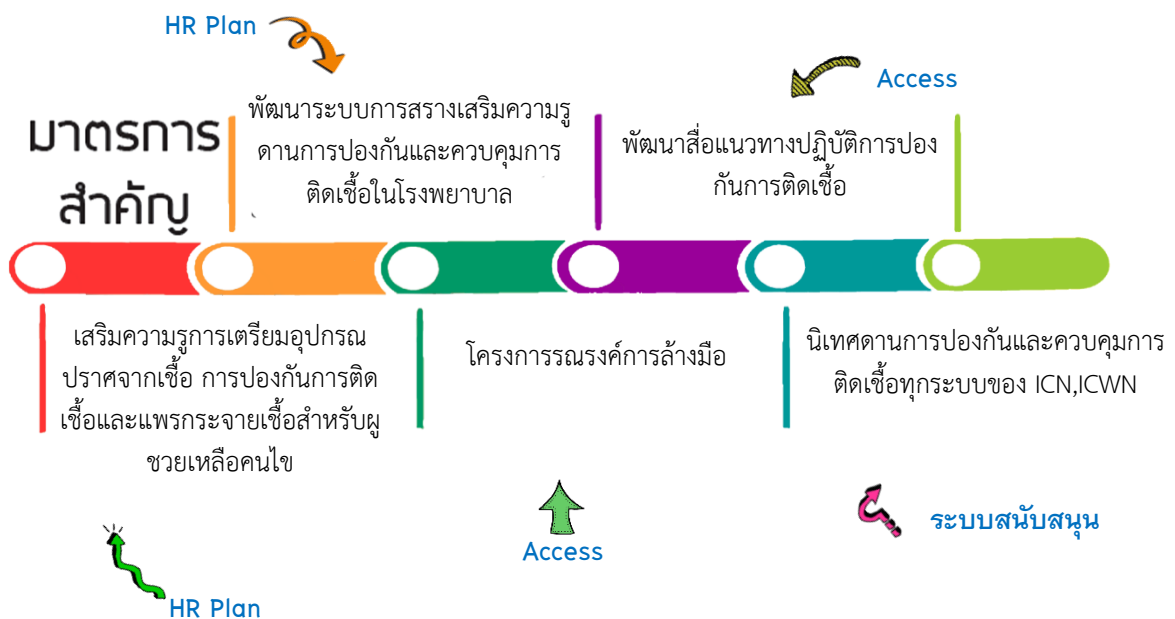 HR Plan
Access
มาตรการ
สำคัญ
พัฒนาระบบการสรางเสริมความรู
ดานการปองกันและควบคุมการ
ติดเชื้อในโรงพยาบาล
พัฒนาสื่อแนวทางปฏิบัติการปอง
กันการติดเชื้อ
เสริมความรูการเตรียมอุปกรณ
ปราศจากเชื้อ การปองกันการติด
เชื้อและแพรกระจายเชื้อสำหรับผู
ชวยเหลือคนไข
โครงการรณรงค์การล้างมือ
นิเทศดานการปองกันและควบคุมการ
ติดเชื้อทุกระบบของ ICN,ICWN
Access
ระบบสนับสนุน
HR Plan